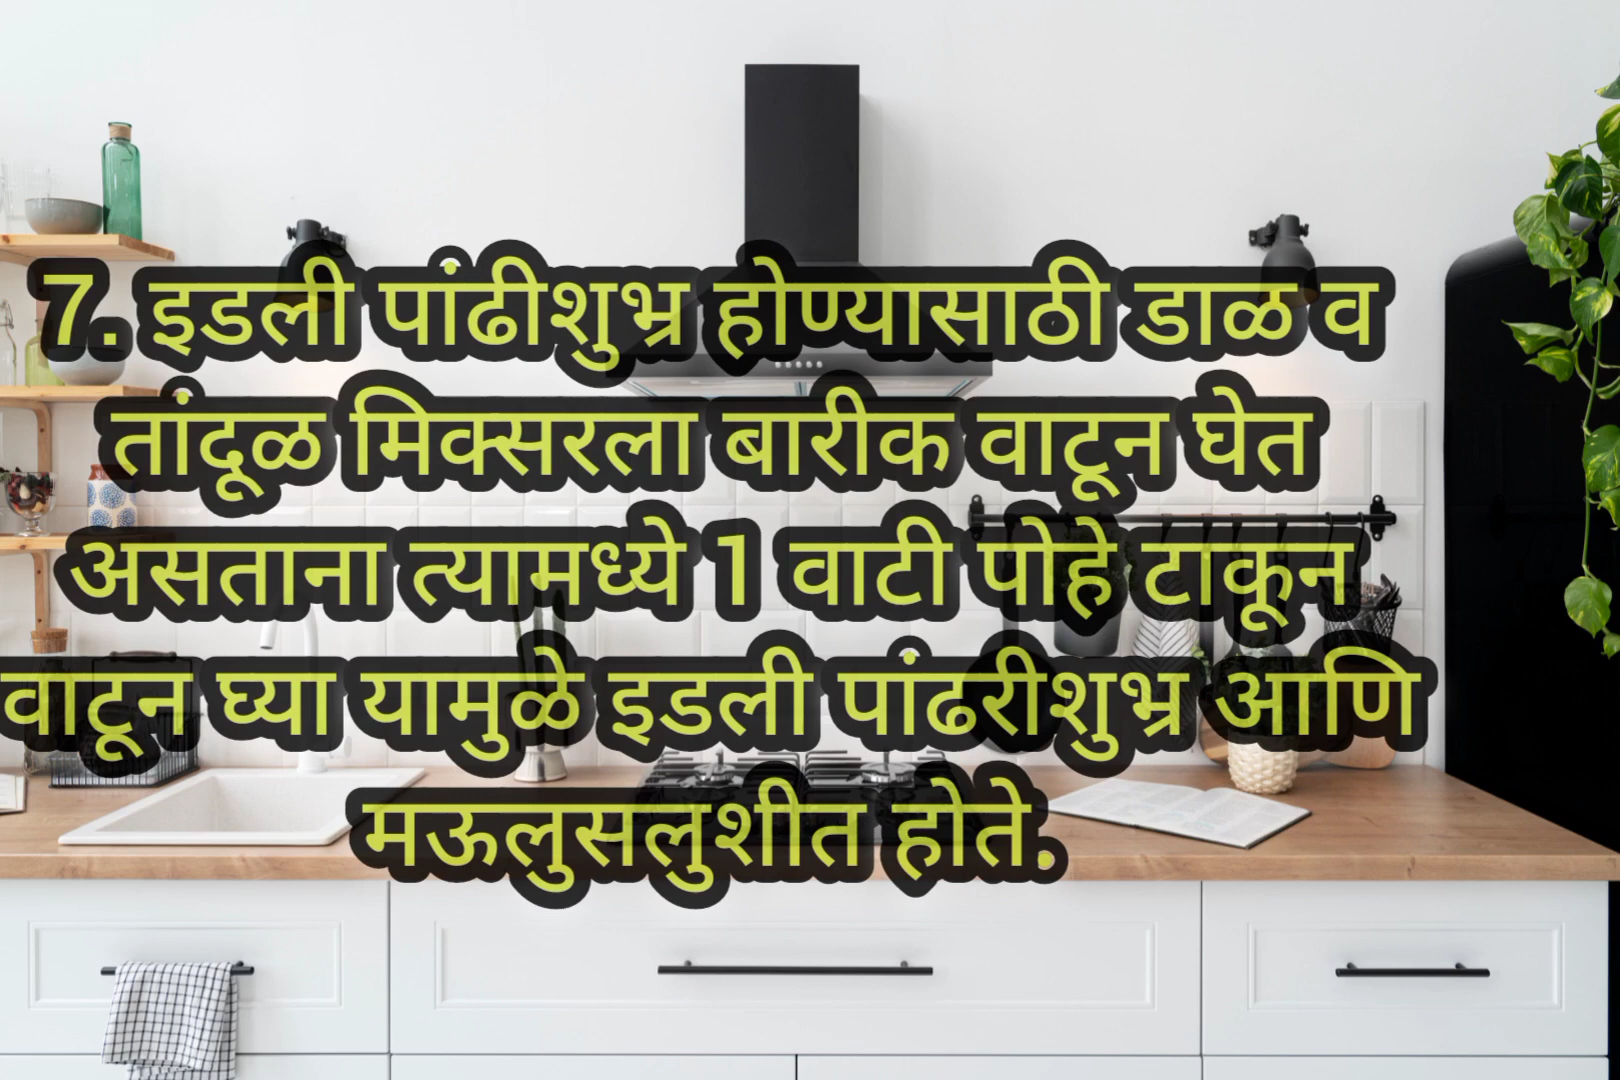 7. इडली पांढीशुभ्र होण्यासाठी डाळ व
तांदूळ मिक्सरला बारीक वाटून घेत
असताना त्यामध्ये 1 वाटी पोहे टाकून
वाटून घ्या यामुळे इडली पांढरीशुभ्र आणि
मऊलुसलुशीत होते.